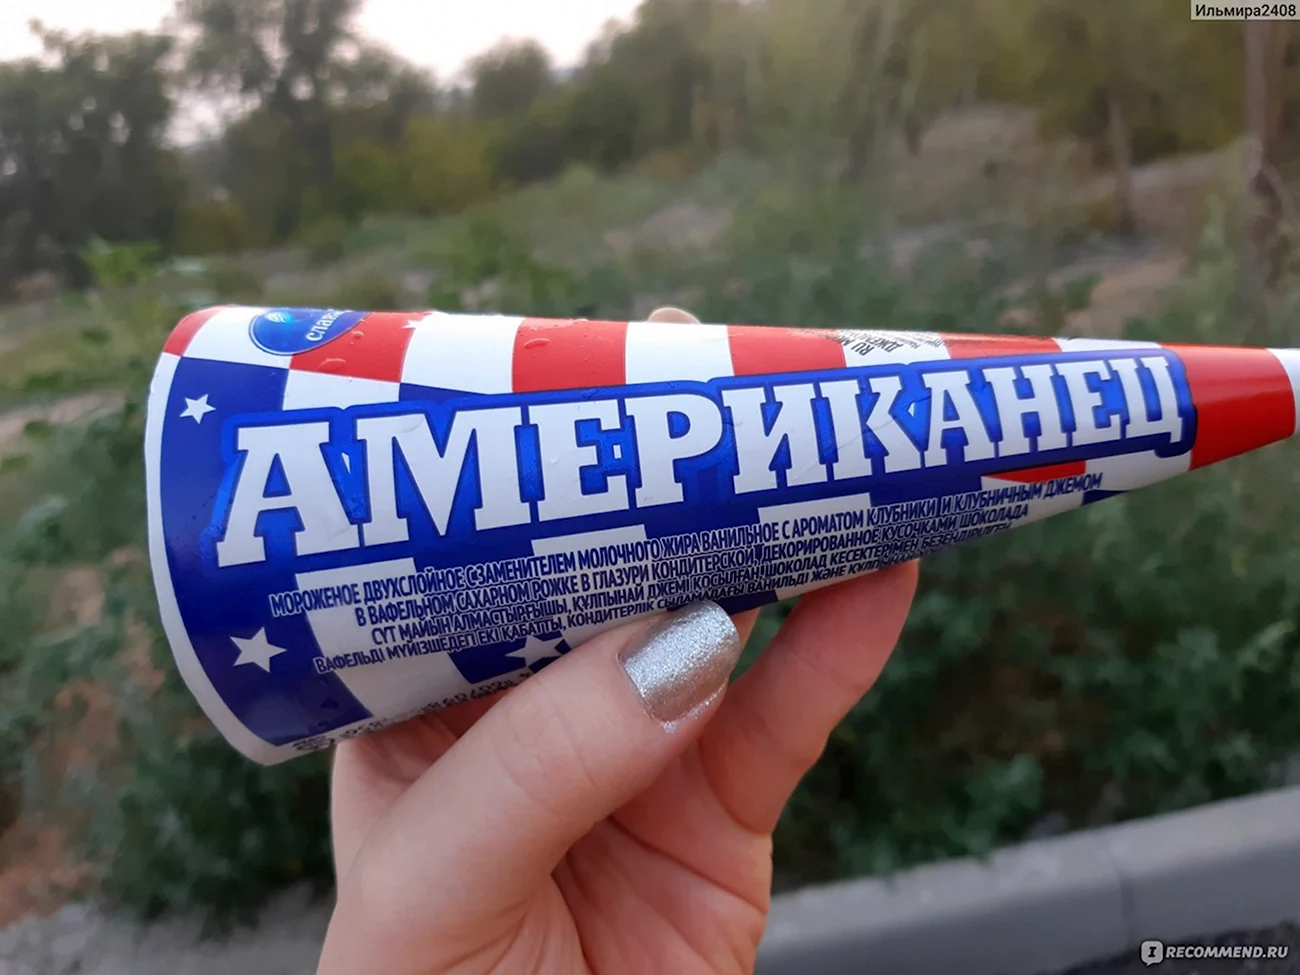 Ильмира2408
АМЕРИКАНЕЦ
МОРОЖЕНОЕ ДВУХСЛОЙНОЕ С ЗАМЕНИТЕЛЕМ МОЛОЧНОГО ЖИРА ВАНИЛЬНОЕ С АРОМАТОМ КЛУБНИКИ И КЛУБНИЧНЫМ ДЖЕМОМ
В ВАФЕЛЬНОМ САХАРНОМ РОЖКЕ В ГЛАЗУРИ КОНДИТЕРСКОЙ, ДЕКОРИРОВАННОЕ КУСОЧКАМИ ШОКОЛАДА
СҮТ МАЙЫН АЛМАСТЫРҒЫШЫ, ҚҰЛПЫНАЙ ДЖЕМІ ҚОСЫЛҒАН ШОКОЛАД КЕСЕКТЕРІМЕН БЕЗЕНДІРІЛГЕН
ВАФЕЛЬДІ МҮЙІЗШЕДЕГІ ЕКІ ҚАБАТТЫ, КОНДИТЕРЛІК ВАНИЛЬДІ ЖӘНЕ
RECOMMEND.RU